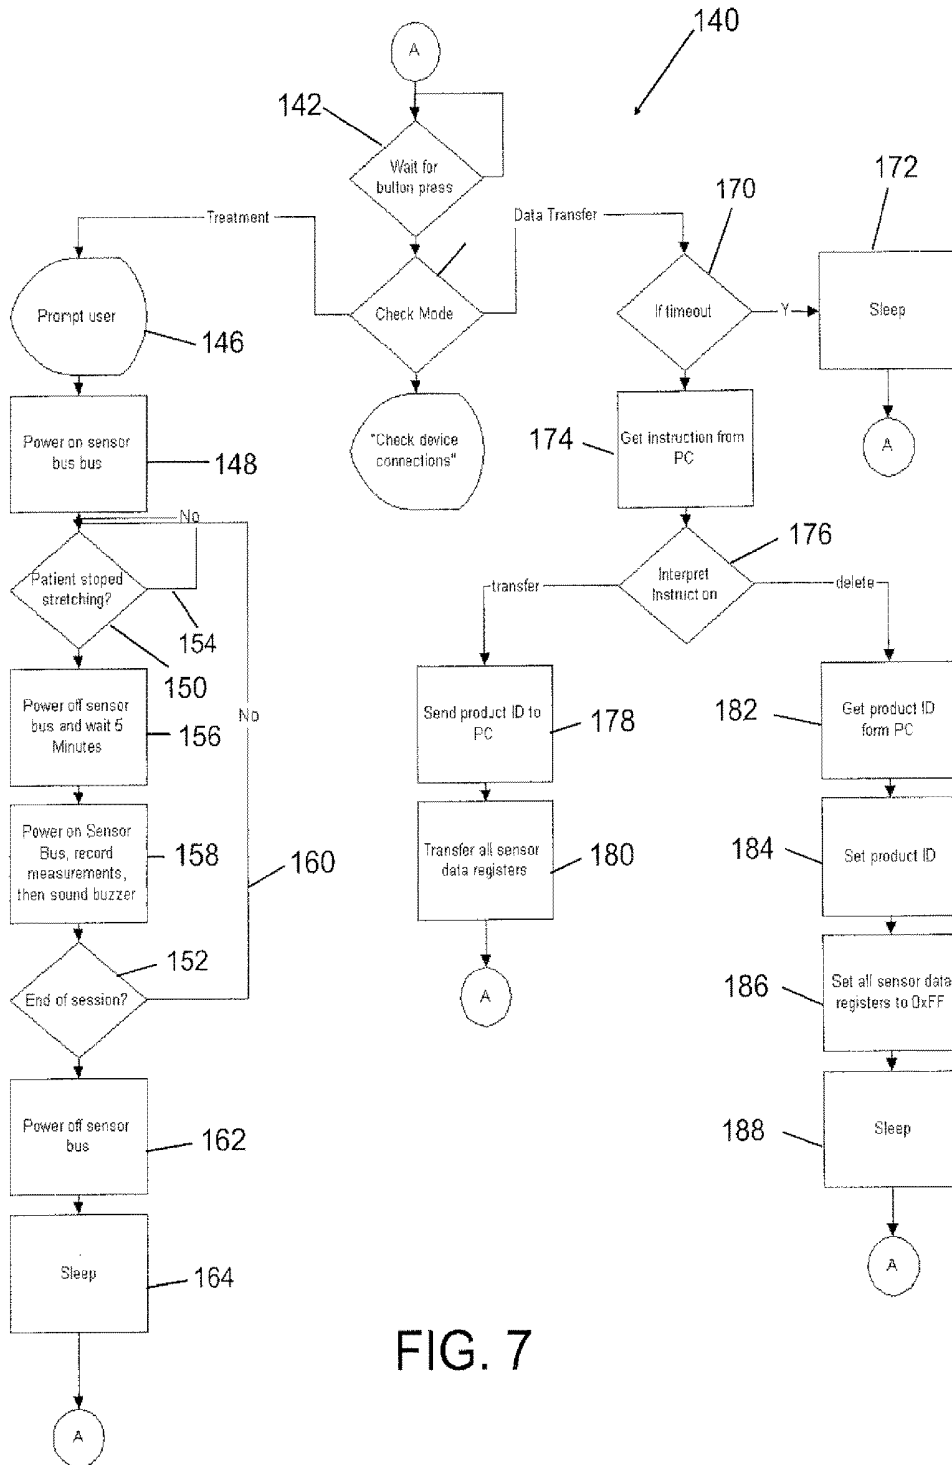 A
140
142
Wait for
button press
172
170
Treatment
Data Transfer
Prompt user
146
Check Mode
If timeout
Y
Sleep
Power on sensor
bus bus
148
"Check device
connections"
174
Get instruction from
PC
A
No
176
Patient stoped
stretching?
154
transfer
Interpret
Instruction
delete
150
No
Power off sensor
bus and wait 5
Minutes
156
Send product ID to
PC
178
182
Get product ID
form PC
Power on Sensor
Bus, record
measurements,
then sound buzzer
158
160
Transfer all sensor
data registers
180
184
Set product ID
152
End of session?
A
186
Set all sensor data
registers to 0xFF
Power off sensor
bus
162
188
Sleep
Sleep
164
A
FIG. 7
A